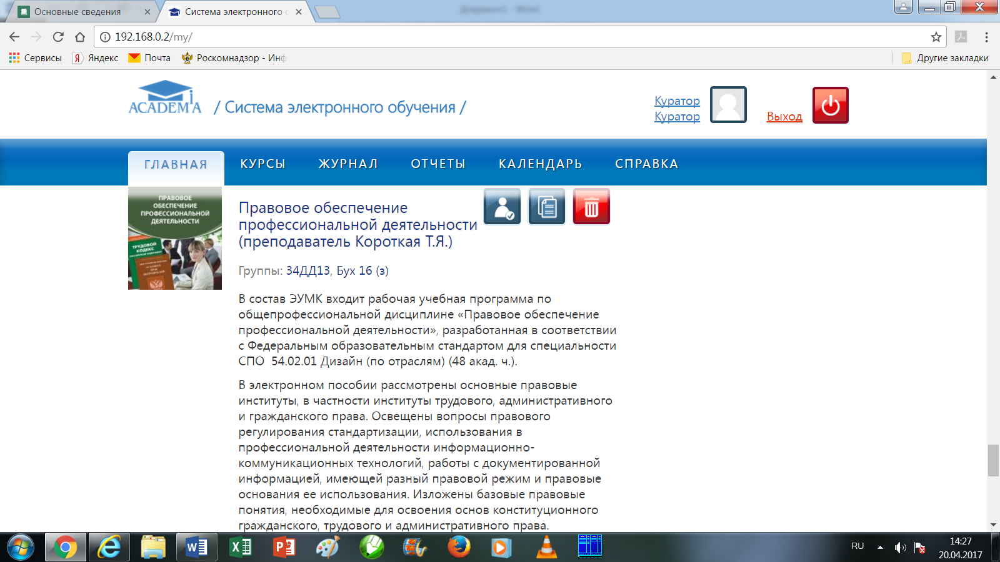 Документ1 - Word
Основные сведения
Система электронного о
192.168.0.2/my/
Сервисы
Яндекс
Почта
Роскомнадзор - Инф
Другие закладки
ACADEMIA
/ Система электронного обучения /
Куратор
Куратор
Выход
ГЛАВНАЯ
КУРСЫ
ЖУРНАЛ
ОТЧЕТЫ
КАЛЕНДАРЬ
СПРАВКА
ПРАВОВОЕ
ОБЕСПЕЧЕНИЕ
ПРОФЕССИОНАЛЬНОЙ
ДЕЯТЕЛЬНОСТИ
ТРУДОВОЙ
КОДЕКС
Правовое обеспечение
профессиональной деятельности
(преподаватель Короткая Т.Я.)
Группы: 34ДД13, Бух 16 (з)
В состав ЭУМК входит рабочая учебная программа по
общепрофессиональной дисциплине «Правовое обеспечение
профессиональной деятельности», разработанная в соответствии
с Федеральным образовательным стандартом для специальности
СПО 54.02.01 Дизайн (по отраслям) (48 акад. ч.).
В электронном пособии рассмотрены основные правовые
институты, в частности институты трудового, административного
и гражданского права. Освещены вопросы правового
регулирования стандартизации, использования в
профессиональной деятельности информационно-
коммуникационных технологий, работы с документированной
информацией, имеющей разный правовой режим и правовые
основания ее использования. Изложены базовые правовые
понятия, необходимые для освоения основ конституционного
гражданского, трудового и административного права.
RU
14:27
20.04.2017